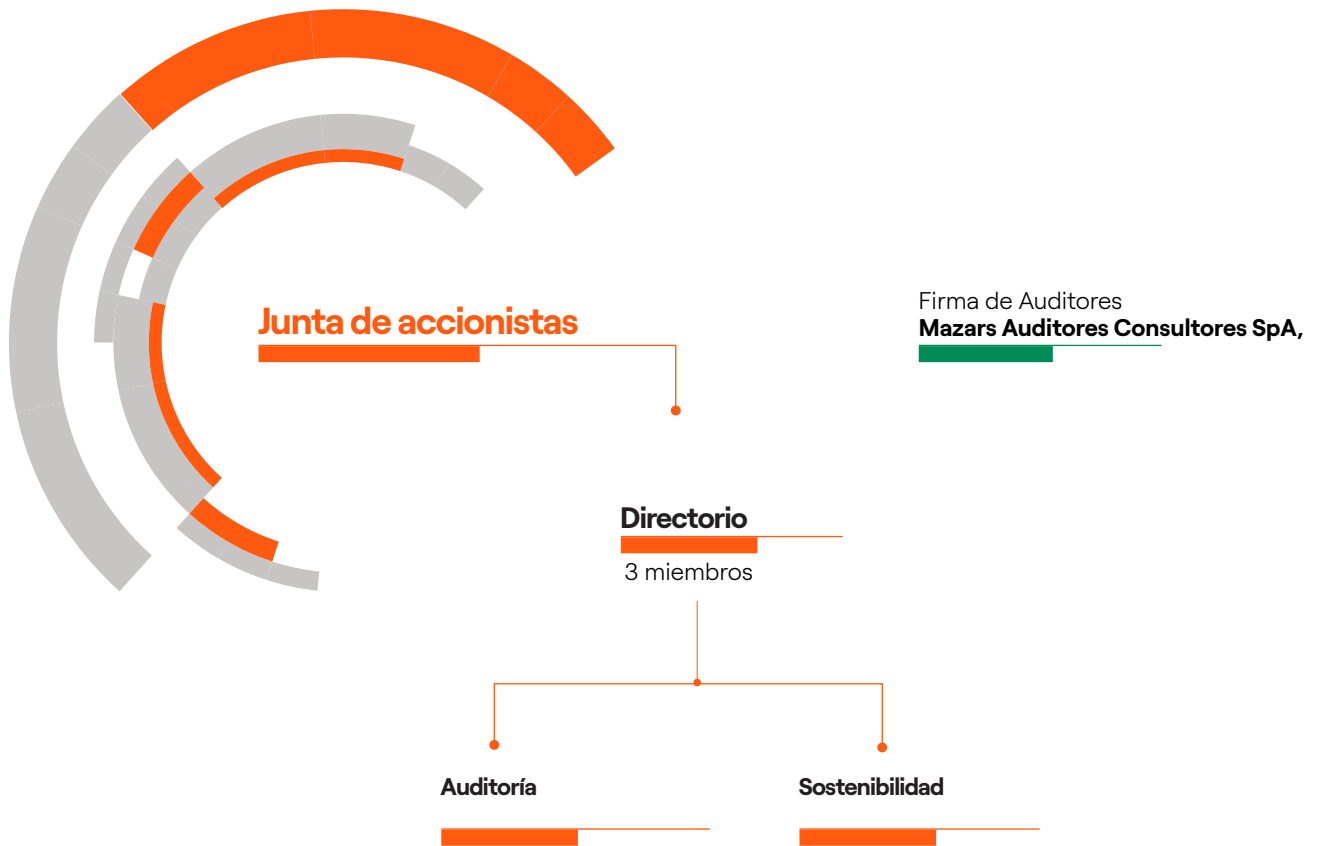 Junta de accionistas
Firma de Auditores
Mazars Auditores Consultores SpA,
Directorio
3 miembros
Auditoría
Sostenibilidad